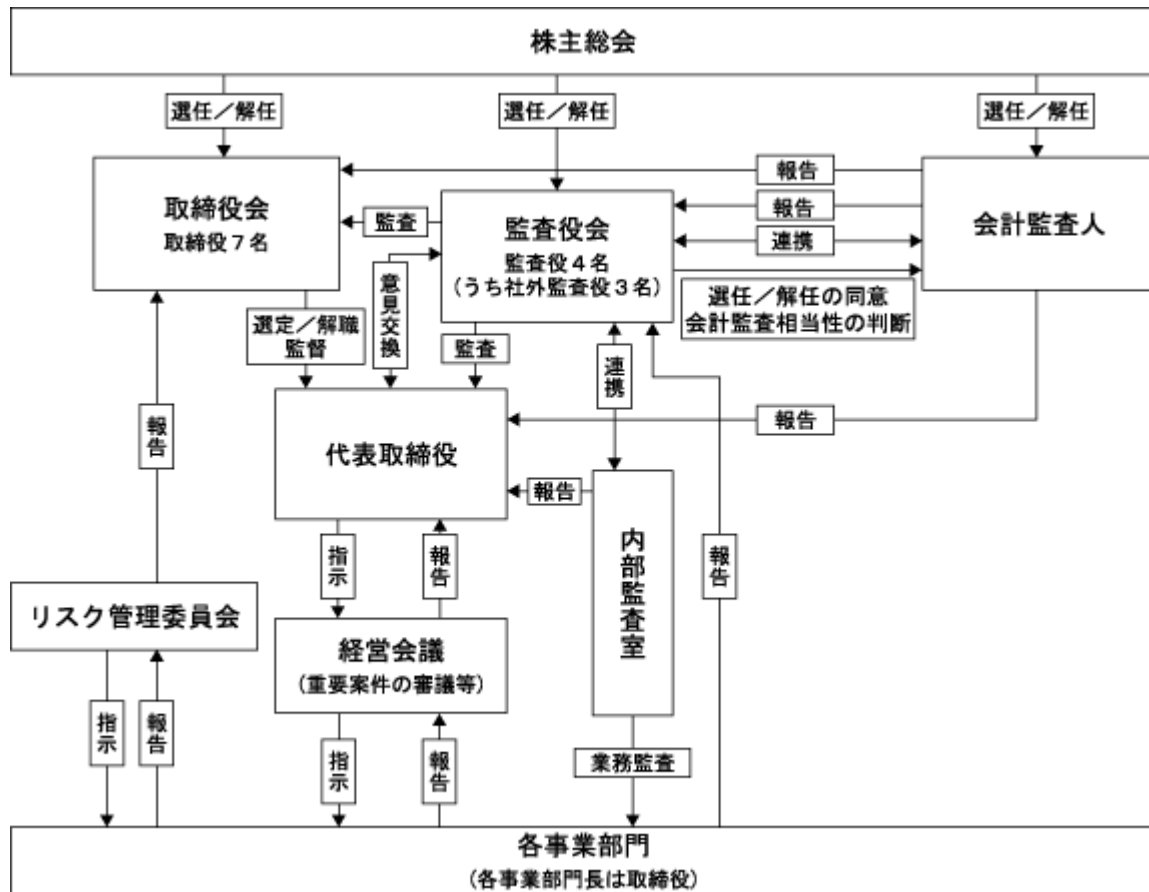 株主総会
選任／解任
選任／解任
選任／解任
取締役会
取締役７名
監査
監査役会
監査役４名
（うち社外監査役３名）
報告
報告
連携
会計監査人
選任／解任の同意
会計監査相当性の判断
選定／解職
監督
意見交換
監査
連携
報告
報告
代表取締役
報告
内部監査室
報告
指示
報告
リスク管理委員会
経営会議
（重要案件の審議等）
指示
報告
指示
報告
業務監査
各事業部門
（各事業部門長は取締役）